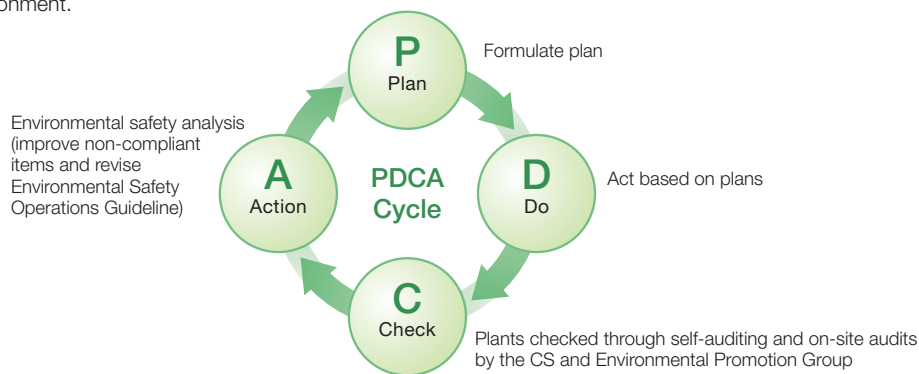 onment.
P
Plan
Formulate plan
Environmental safety analysis
(improve non-compliant
items and revise
Environmental Safety
Operations Guideline)
A
Action
PDCA
Cycle
D
Do
Act based on plans
C
Check
Plants checked through self-auditing and on-site audits
by the CS and Environmental Promotion Group